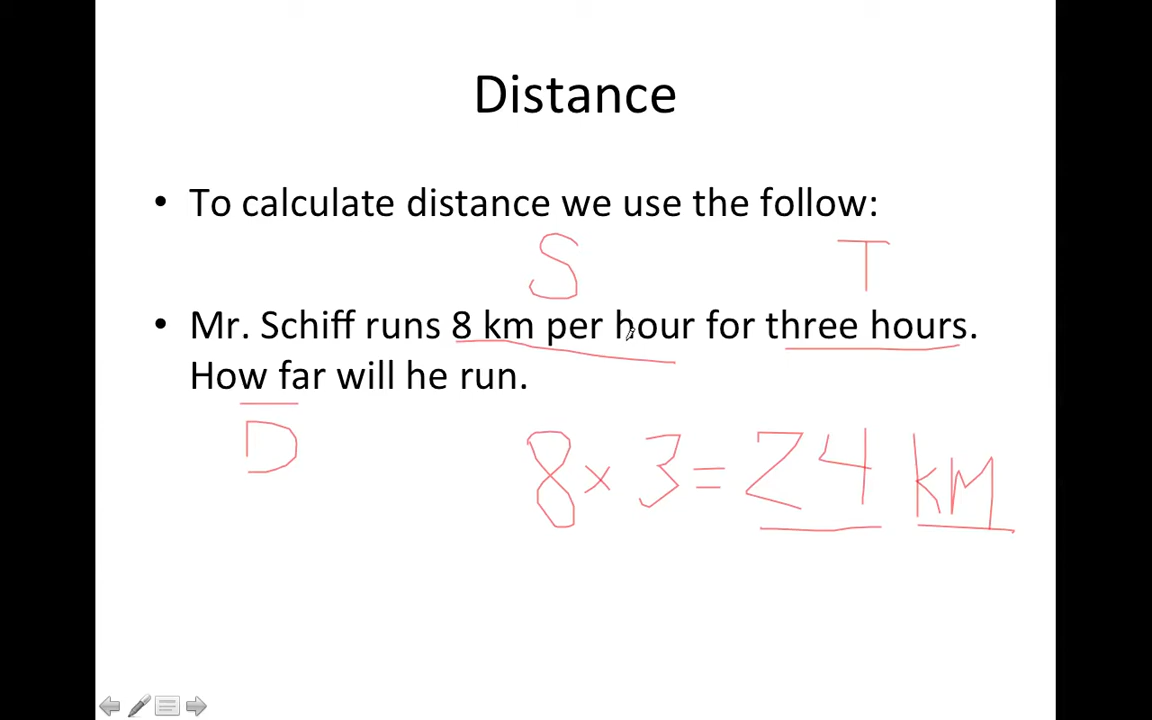 Distance
• To calculate distance we use the follow:
S T
• Mr. Schiff runs 8 km per hour for three hours.
How far will he run.
D
8 x 3 = 24 km